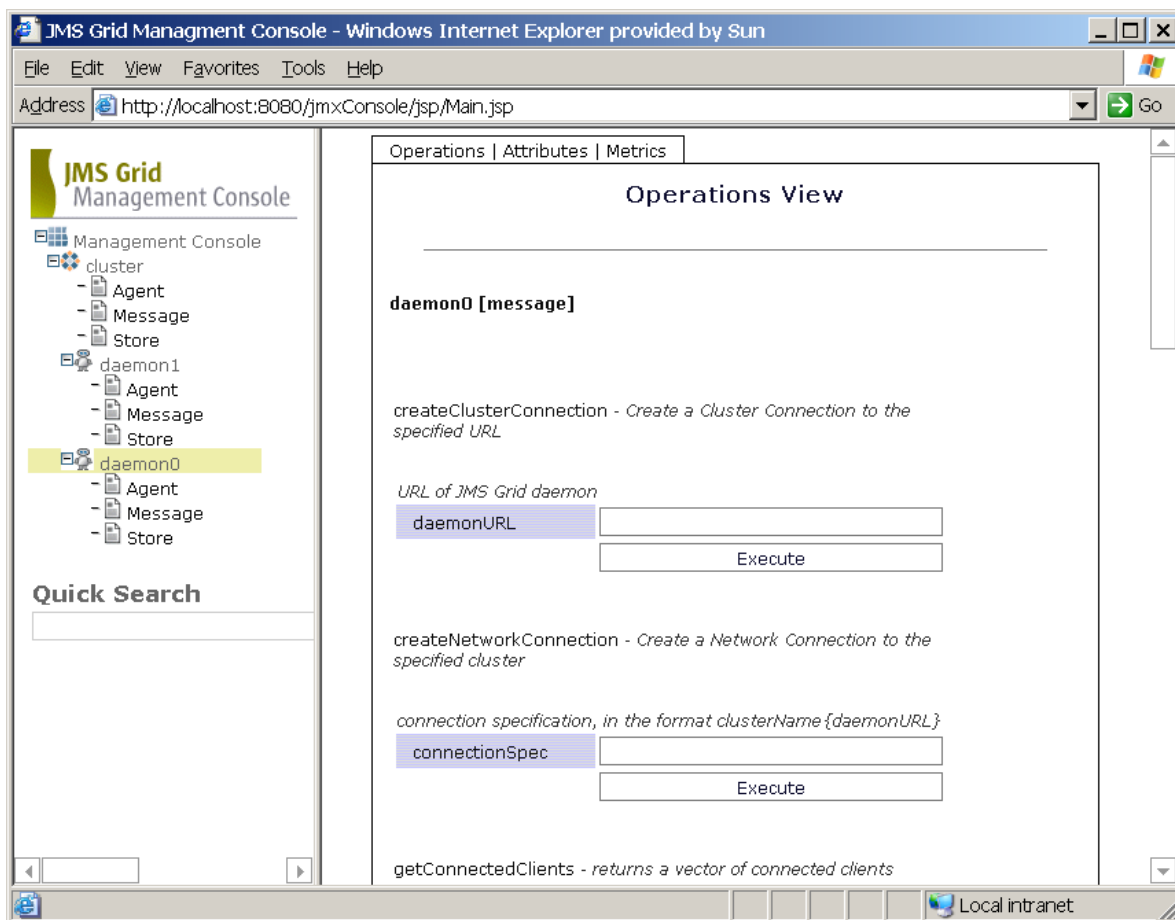 JMS Grid Managment Console - Windows Internet Explorer provided by Sun
File Edit View Favorites Tools Help
Address http://localhost:8080/jmxConsole/jsp/Main.jsp Go
JMS Grid
Management Console
Management Console
cluster
Agent
Message
Store
daemon1
Agent
Message
Store
daemon0
Agent
Message
Store
Quick Search
Operations | Attributes | Metrics
Operations View
daemon0 [message]
createClusterConnection - Create a Cluster Connection to the
specified URL
URL of JMS Grid daemon
daemonURL
Execute
createNetworkConnection - Create a Network Connection to the
specified cluster
connection specification, in the format clusterName{daemonURL}
connectionSpec
Execute
getConnectedClients - returns a vector of connected clients
Local intranet